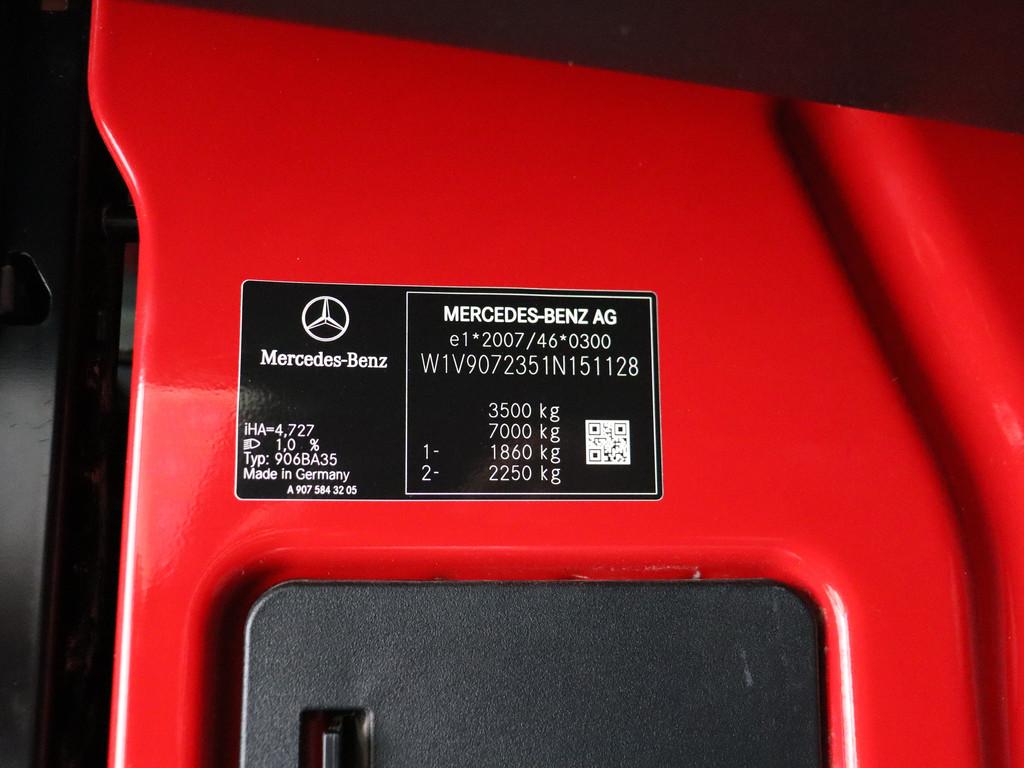 Mercedes-Benz
iHA=4,727
1,0 %
Typ: 906BA35
Made in Germany
A 907 584 32 05
MERCEDES-BENZ AG
e1*2007/46*0300
W1V9072351N151128
3500 kg
7000 kg
1- 1860 kg
2- 2250 kg